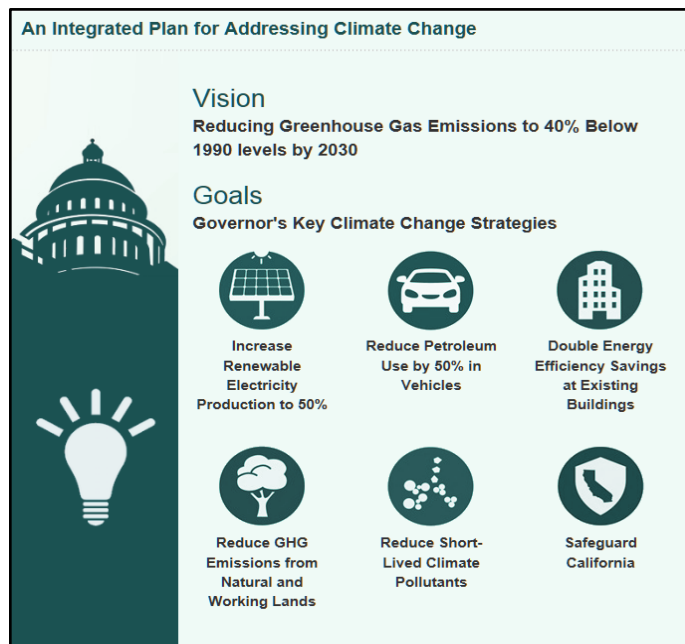 An Integrated Plan for Addressing Climate Change
Vision
Reducing Greenhouse Gas Emissions to 40% Below
1990 levels by 2030
Goals
Governor's Key Climate Change Strategies
Increase
Renewable
Electricity
Production to 50%
Reduce Petroleum
Use by 50% in
Vehicles
Double Energy
Efficiency Savings
at Existing
Buildings
Reduce GHG
Emissions from
Natural and
Working Lands
Reduce Short-
Lived Climate
Pollutants
Safeguard
California